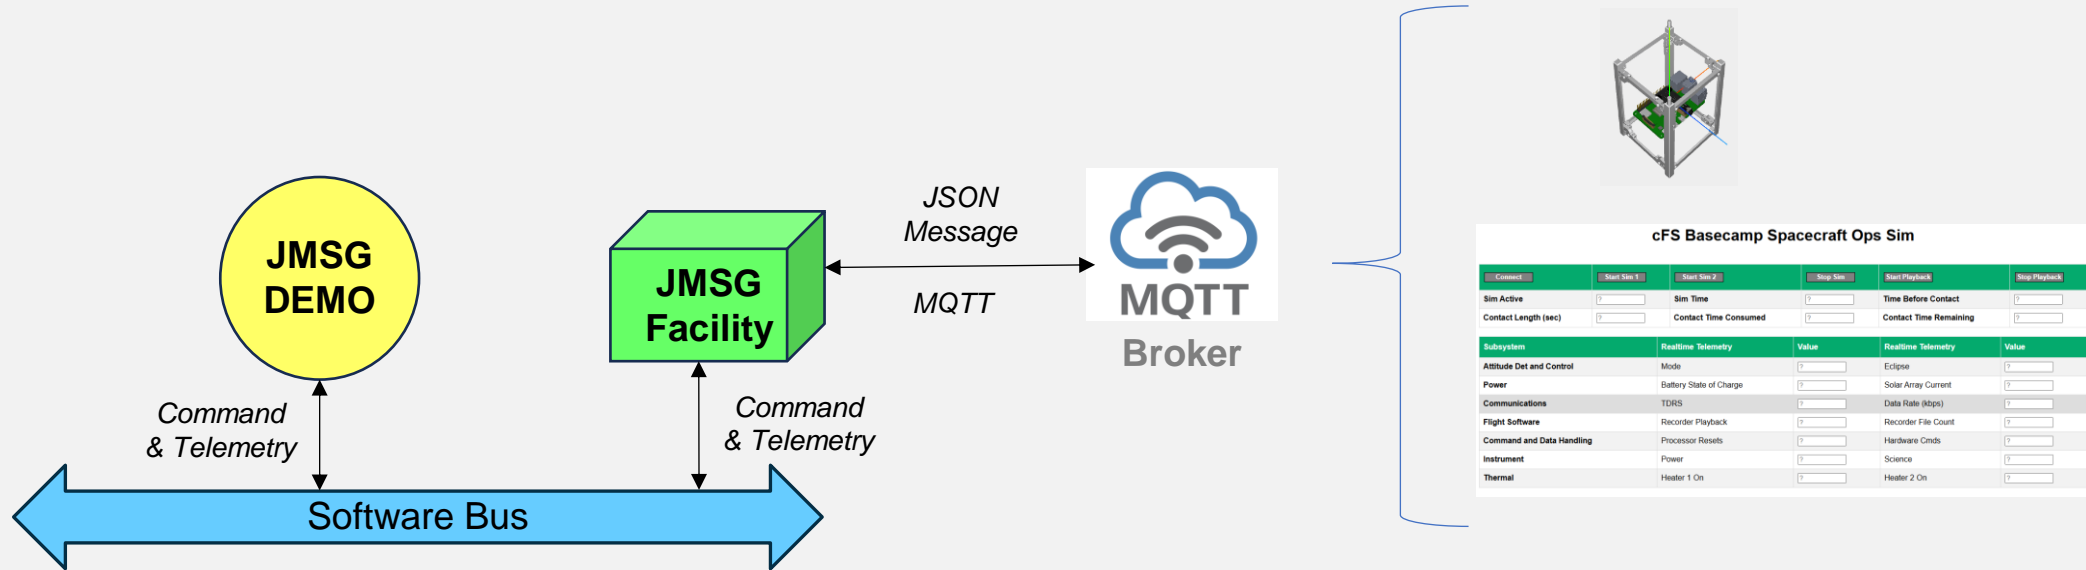 JMSG
DEMO
JMSG
Facility
JSON
Message
MQTT
MQTT
Broker
Command
& Telemetry
Command
& Telemetry
Software Bus
cFS Basecamp Spacecraft Ops Sim
Connect Start Sim 1 Start Sim 2 Stop Sim Start Playback Stop Playback
Sim Active ? Sim Time ? Time Before Contact ?
Contact Length (sec) ? Contact Time Consumed ? Contact Time Remaining ?
Subsystem Realtime Telemetry Value Realtime Telemetry Value
Attitude Det and Control Mode ? Eclipse ?
Power Battery State of Charge ? Solar Array Current ?
Communications TDRS ? Data Rate (kbps) ?
Flight Software Recorder Playback ? Recorder File Count ?
Command and Data Handling Processor Resets ? Hardware Cmds ?
Instrument Power ? Science ?
Thermal Heater 1 On ? Heater 2 On ?